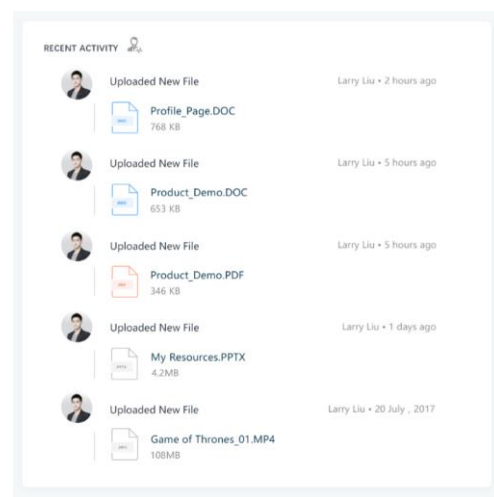 RECENT ACTIVITY
Uploaded New File Larry Liu • 2 hours ago
Profile_Page.DOC
768 KB
Uploaded New File Larry Liu • 5 hours ago
Product_Demo.DOC
653 KB
Uploaded New File Larry Liu • 5 hours ago
Product_Demo.PDF
346 KB
Uploaded New File Larry Liu • 1 days ago
My Resources.PPTX
4.2MB
Uploaded New File Larry Liu • 20 July , 2017
Game of Thrones_01.MP4
108MB